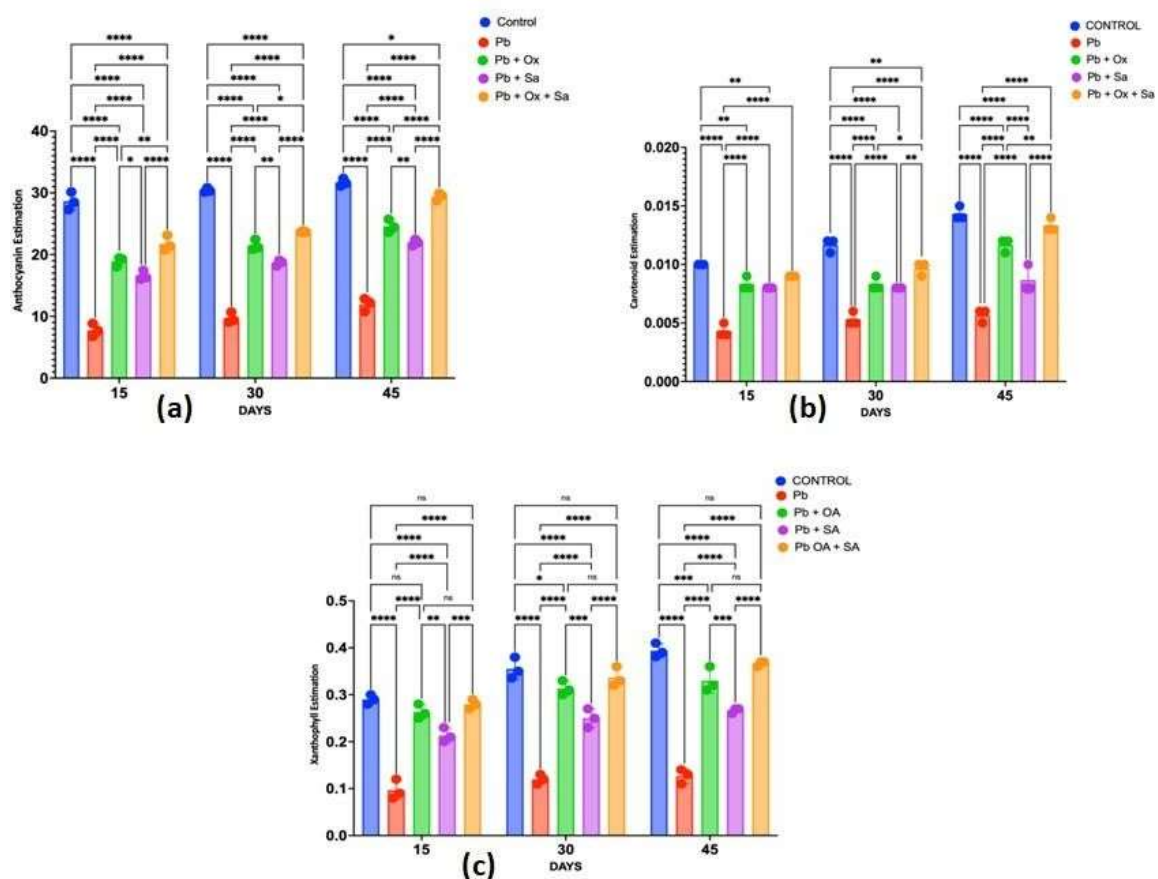 Control
Pb
Pb + Ox
Pb + Sa
Pb + Ox + Sa
**** **** *
**** **** ****
**** **** ****
**** **** * ****
**** **** **** **** ****
**** ** **** **** ****
**** * **** **** ** **** **** ** ****
Anthocyanin Estimation
40
30
20
10
0
15 30 45
DAYS
(a)
CONTROL
Pb
Pb + Ox
Pb + Sa
Pb + Ox + Sa
**
** **** ****
**** **** ****
** **** **** ****
**** * **** **
**** **** **** **** ** **** **** ****
Carotenoid Estimation
0.020
0.015
0.010
0.005
0.000
15 30 45
DAYS
(b)
CONTROL
Pb
Pb + OA
Pb + SA
Pb OA + SA
ns ns ns
**** **** ****
**** **** ****
**** **** ****
ns * ns *** ns
**** ns **** **** **** ****
**** ** *** **** *** **** ***
Xanthophyll Estimation
0.5
0.4
0.3
0.2
0.1
0.0
15 30 45
DAYS
(c)